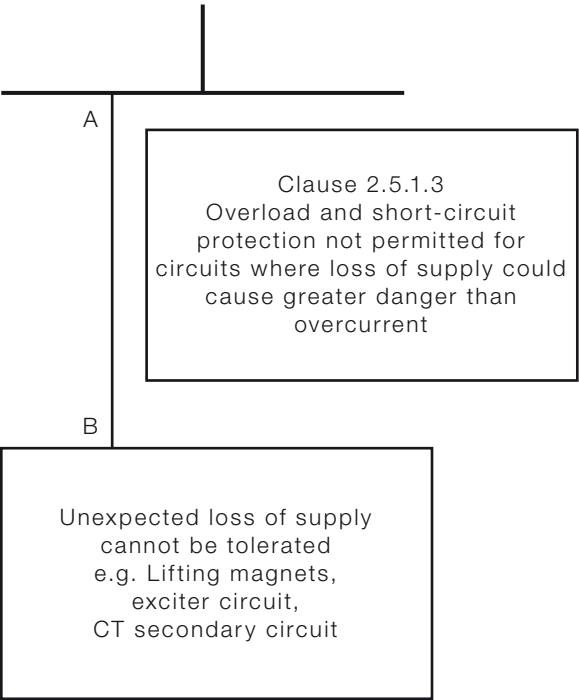 A
Clause 2.5.1.3
Overload and short-circuit
protection not permitted for
circuits where loss of supply could
cause greater danger than
overcurrent
B
Unexpected loss of supply
cannot be tolerated
e.g. Lifting magnets,
exciter circuit,
CT secondary circuit